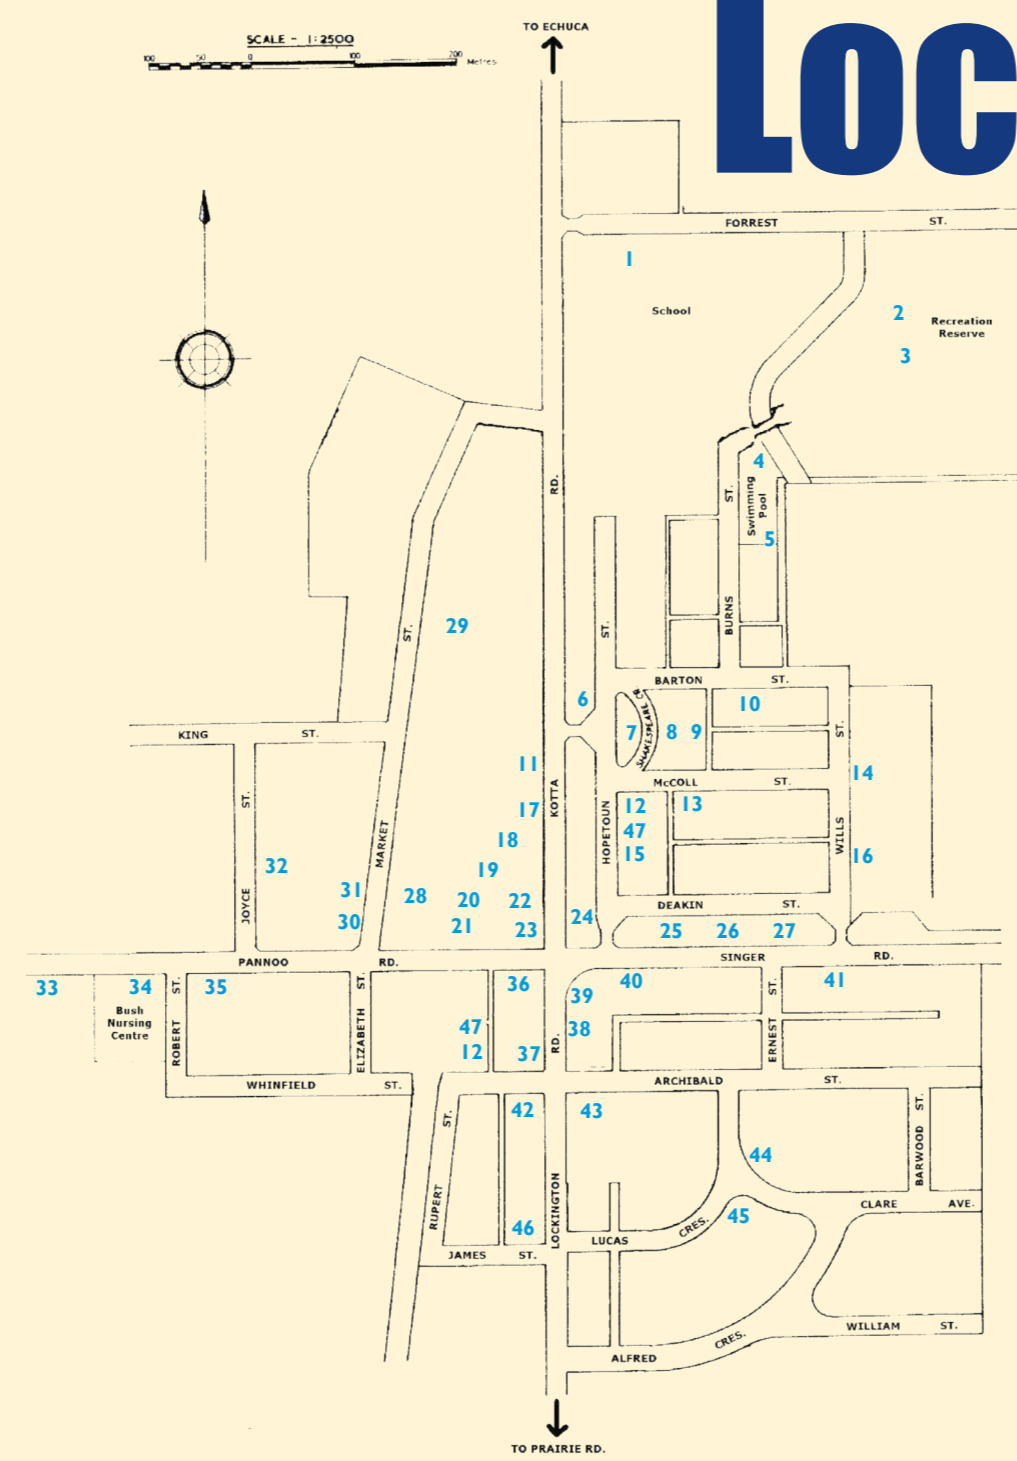 Loc
TO ECHUCA
SCALE - 1:2500
100 50 0 100 200 Metres
FORREST ST.
1
School
2
Recreation
Reserve
3
4
Swimming
Pool
5
RD.
ST.
BURNS
29
ST.
ST.
BARTON ST.
6
7
SHAKESPEARE CR.
8 9
10
KING ST.
ST.
11
KOTTA
McCOLL ST.
14
ST.
17
12
13
47
HOPETOUN
18
15
WILLS
16
MARKET
32
19
31
28
20
22
JOYCE
DEAKIN ST.
30
21
23
24
25 26 27
PANNOO RD.
SINGER RD.
33
34
ST.
35
ST.
36
39
40
ST.
41
Bush
Nursing
Centre
ROBERT
ELIZABETH
47
12
37
RD.
38
ERNEST
WHINFIELD ST.
ARCHIBALD ST.
ST.
42
43
ST.
BARWOOD
44
RUPERT
LOCKINGTON
CLARE AVE.
46
45
LUCAS CRES.
JAMES ST.
WILLIAM ST.
ALFRED CRES.
TO PRAIRIE RD.